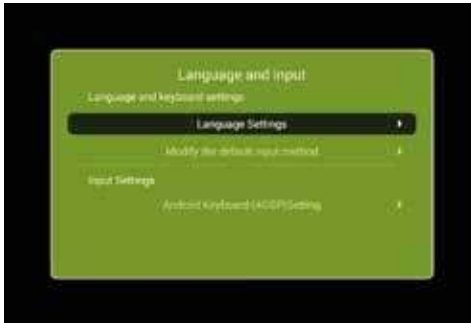 Language and input
Language and keyboard settings
Language Settings
Modify the default input method
Input Settings
Android Keyboard (AOSP)Setting